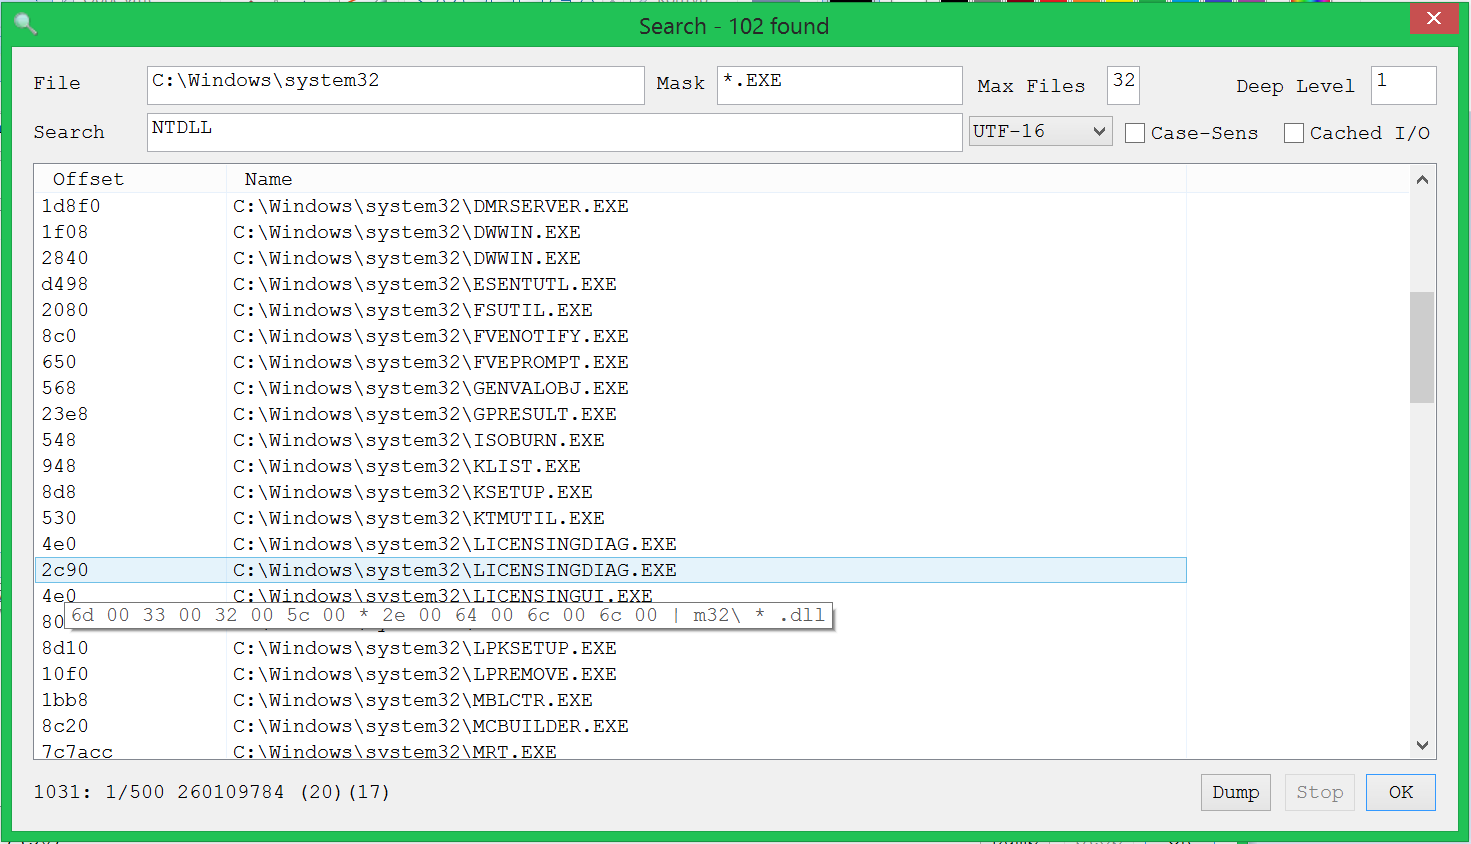 Search - 102 found
File C:\Windows\system32 Mask *.EXE Max Files 32 Deep Level 1
Search NTDLL UTF-16 Case-Sens Cached I/O
Offset Name
1d8f0 C:\Windows\system32\DMRSERVER.EXE
1f08 C:\Windows\system32\DWWIN.EXE
2840 C:\Windows\system32\DWWIN.EXE
d498 C:\Windows\system32\ESENTUTL.EXE
2080 C:\Windows\system32\FSUTIL.EXE
8c0 C:\Windows\system32\FVENOTIFY.EXE
650 C:\Windows\system32\FVEPROMPT.EXE
568 C:\Windows\system32\GENVALOBJ.EXE
23e8 C:\Windows\system32\GPRESULT.EXE
548 C:\Windows\system32\ISOBURN.EXE
948 C:\Windows\system32\KLIST.EXE
8d8 C:\Windows\system32\KSETUP.EXE
530 C:\Windows\system32\KTMUTIL.EXE
4e0 C:\Windows\system32\LICENSINGDIAG.EXE
2c90 C:\Windows\system32\LICENSINGDIAG.EXE
4e0 C:\Windows\system32\LICENSINGUI.EXE
6d 00 33 00 32 00 5c 00 * 2e 00 64 00 6c 00 6c 00 | m32\ * .dll
8d10 C:\Windows\system32\LPKSETUP.EXE
10f0 C:\Windows\system32\LPREMOVE.EXE
1bb8 C:\Windows\system32\MBLCTR.EXE
8c20 C:\Windows\system32\MCBUILDER.EXE
7c7acc C:\Windows\system32\MRT.EXE
1031: 1/500 260109784 (20)(17) Dump Stop OK